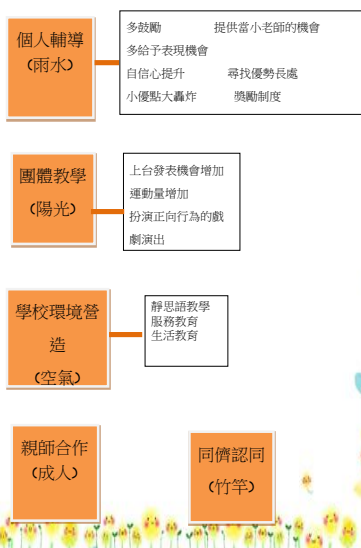 個人輔導
(雨水)
多鼓勵 提供當小老師的機會
多給予表現機會
自信心提升 尋找優勢長處
小優點大轟炸 獎勵制度
團體教學
(陽光)
上台發表機會增加
運動量增加
扮演正向行為的戲
劇演出
學校環境營
造
(空氣)
靜思語教學
服務教育
生活教育
親師合作
(成人)
同儕認同
(竹竿)